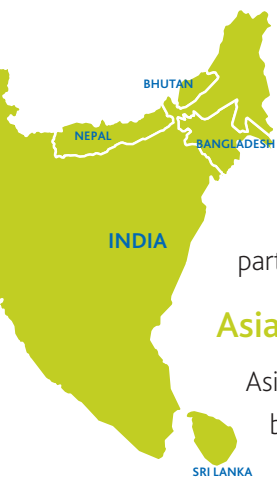 BHUTAN
NEPAL
BANGLADESH
INDIA
part
Asia
Asi
b
SRI LANKA